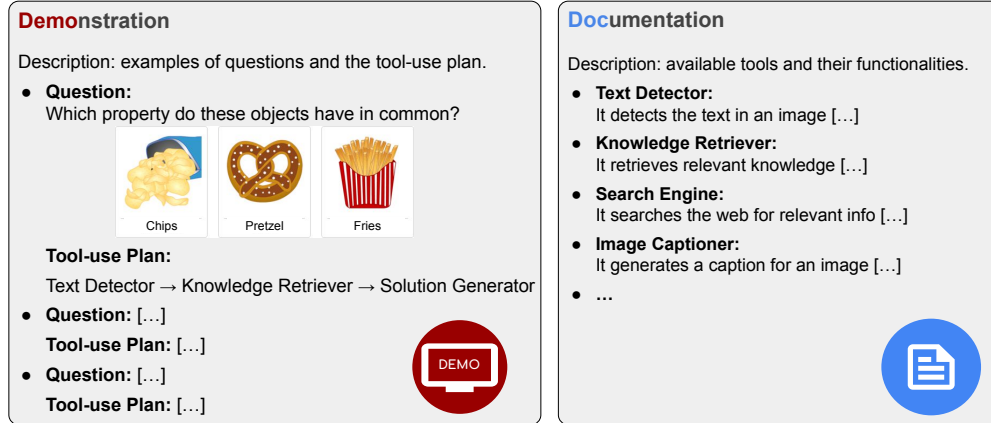 Demonstration
Description: examples of questions and the tool-use plan.
● Question:
Which property do these objects have in common?
Chips Pretzel Fries
Tool-use Plan:
Text Detector → Knowledge Retriever → Solution Generator
● Question: […]
Tool-use Plan: […]
● Question: […]
Tool-use Plan: […]
DEMO
Documentation
Description: available tools and their functionalities.
● Text Detector:
It detects the text in an image […]
● Knowledge Retriever:
It retrieves relevant knowledge […]
● Search Engine:
It searches the web for relevant info […]
● Image Captioner:
It generates a caption for an image […]
● …